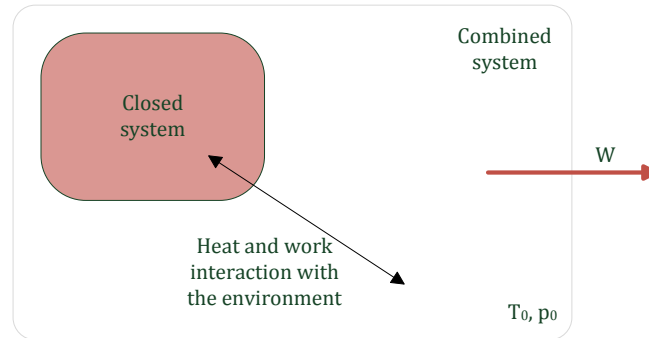 Combined
system
Closed
system
W
Heat and work
interaction with
the environment
T₀, p₀